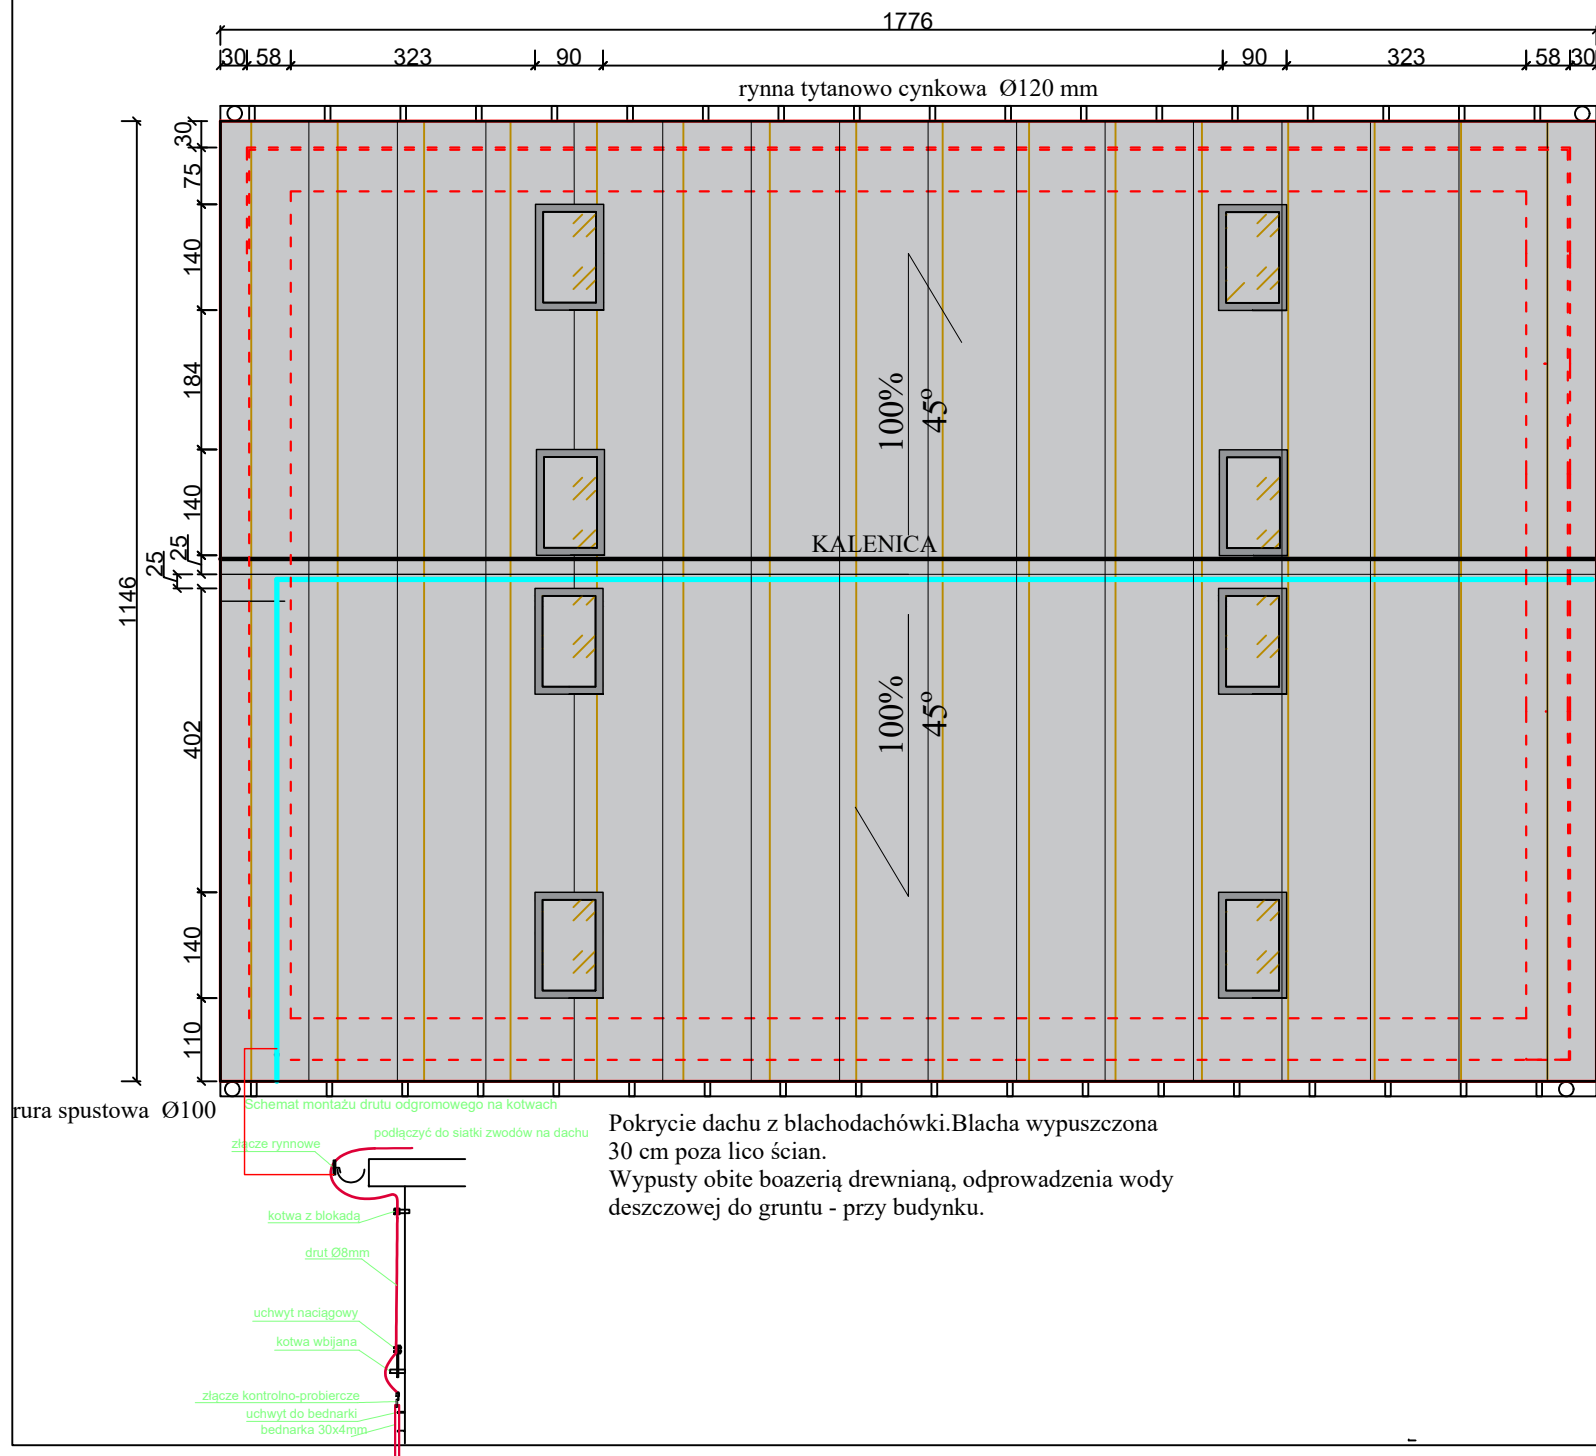 1776
30 58 323 90 90 323 58 30
rynna tytanowo cynkowa Ø120 mm
30
75
140
184
140
25
25
1146
402
140
110
100%
45°
KALENICA
100%
45°
rura spustowa Ø100
Schemat montażu drutu odgromowego na kotwach
podłączyć do siatki zwodów na dachu
złącze rynnowe
kotwa z blokadą
drut Ø8mm
uchwyt naciągowy
kotwa wbijana
złącze kontrolno-probiercze
uchwyt do bednarki
bednarka 30x4mm
Pokrycie dachu z blachodachówki.Blacha wypuszczona
30 cm poza lico ścian.
Wypusty obite boazerią drewnianą, odprowadzenia wody
deszczowej do gruntu - przy budynku.